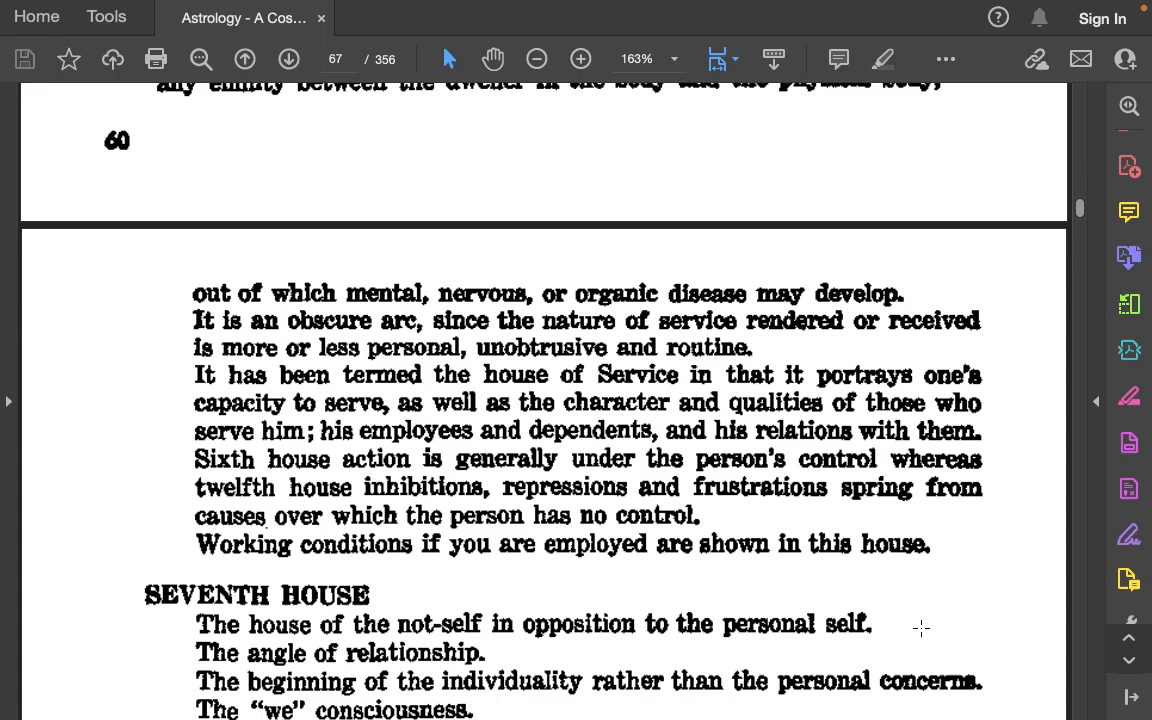 Home Tools Astrology - A Cos... × Sign In
67 / 356 163%
any enmity between the dweller in the body and the physical body,
60
out of which mental, nervous, or organic disease may develop.
It is an obscure arc, since the nature of service rendered or received
is more or less personal, unobtrusive and routine.
It has been termed the house of Service in that it portrays one's
capacity to serve, as well as the character and qualities of those who
serve him; his employees and dependents, and his relations with them.
Sixth house action is generally under the person's control whereas
twelfth house inhibitions, repressions and frustrations spring from
causes over which the person has no control.
Working conditions if you are employed are shown in this house.
SEVENTH HOUSE
The house of the not-self in opposition to the personal self.
The angle of relationship.
The beginning of the individuality rather than the personal concerns.
The "we" consciousness.